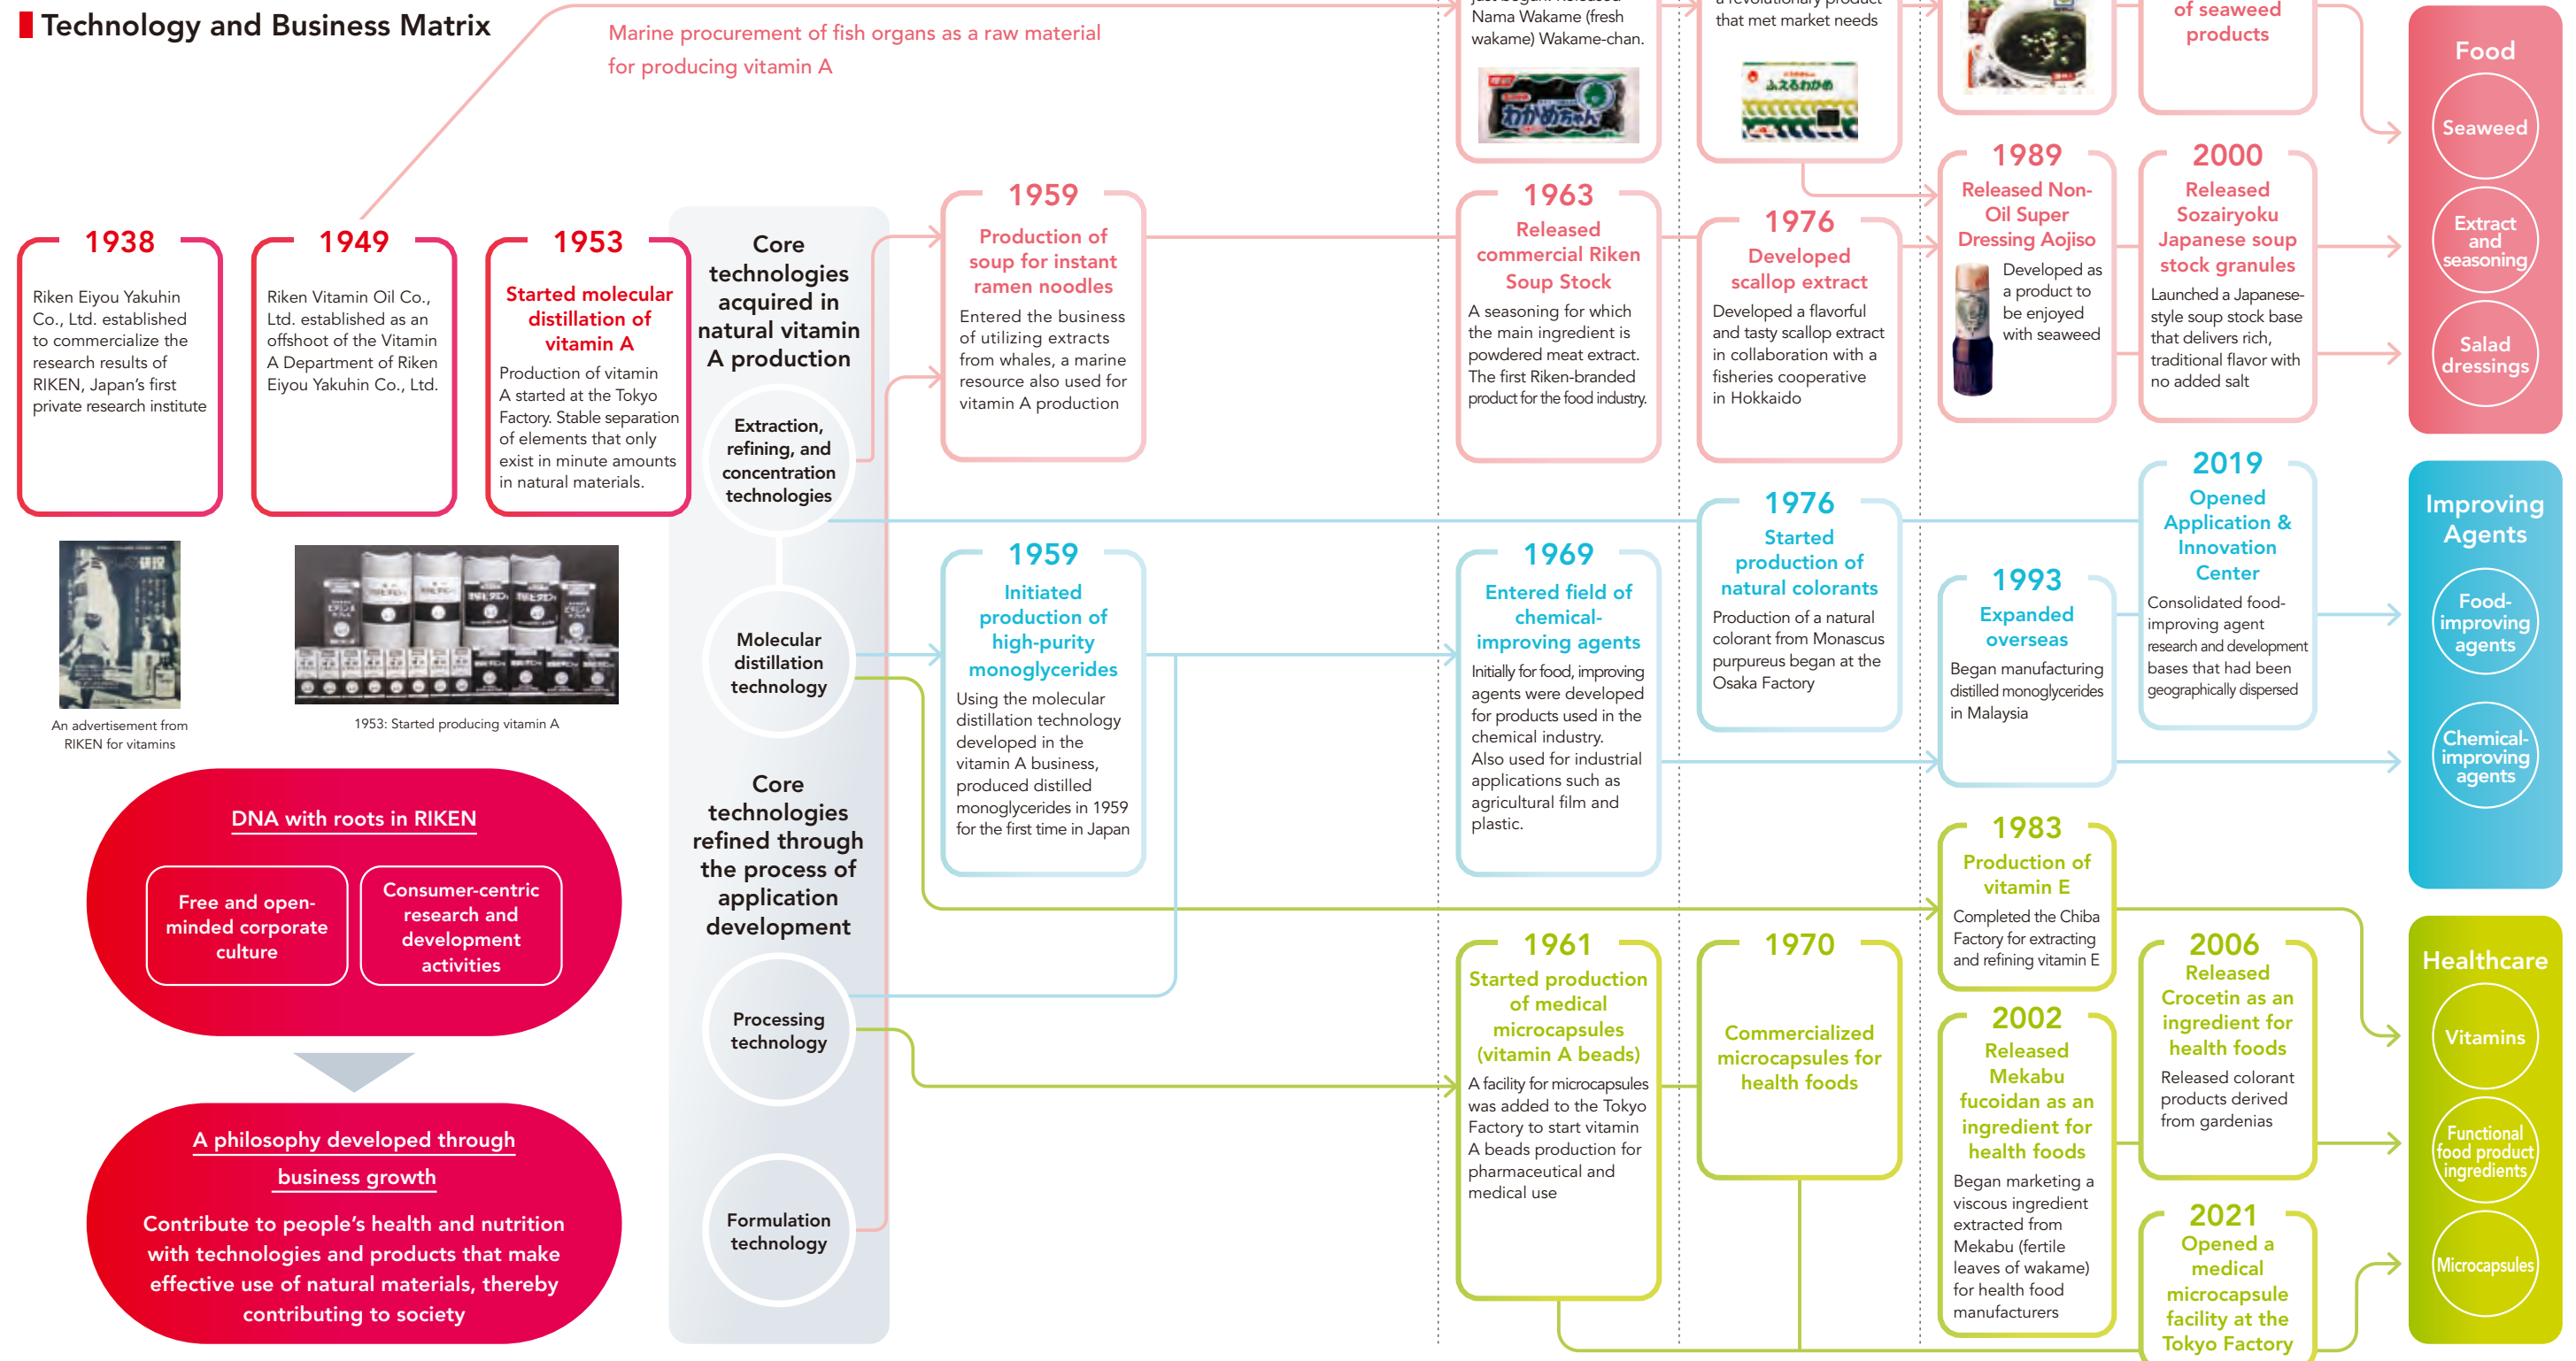 Technology and Business Matrix
Marine procurement of fish organs as a raw material
for producing vitamin A
Nama Wakame (fresh
wakame) Wakame-chan.
わかめちゃん
that met market needs
ふえるわかめ
of seaweed
products
1938
Riken Eiyou Yakuhin
Co., Ltd. established
to commercialize the
research results of
RIKEN, Japan's first
private research institute
1949
Riken Vitamin Oil Co.,
Ltd. established as an
offshoot of the Vitamin
A Department of Riken
Eiyou Yakuhin Co., Ltd.
1953
Started molecular
distillation of
vitamin A
Production of vitamin
A started at the Tokyo
Factory. Stable separation
of elements that only
exist in minute amounts
in natural materials.
An advertisement from
RIKEN for vitamins
1953: Started producing vitamin A
DNA with roots in RIKEN
Free and open-
minded corporate
culture
Consumer-centric
research and
development
activities
A philosophy developed through
business growth
Contribute to people's health and nutrition
with technologies and products that make
effective use of natural materials, thereby
contributing to society
Core
technologies
acquired in
natural vitamin
A production
Extraction,
refining, and
concentration
technologies
Molecular
distillation
technology
Core
technologies
refined through
the process of
application
development
Processing
technology
Formulation
technology
1959
Production of
soup for instant
ramen noodles
Entered the business
of utilizing extracts
from whales, a marine
resource also used for
vitamin A production
1963
Released
commercial Riken
Soup Stock
A seasoning for which
the main ingredient is
powdered meat extract.
The first Riken-branded
product for the food industry.
1976
Developed
scallop extract
Developed a flavorful
and tasty scallop extract
in collaboration with a
fisheries cooperative
in Hokkaido
1989
Released Non-
Oil Super
Dressing Aojiso
Developed as
a product to
be enjoyed
with seaweed
2000
Released
Sozairyoku
Japanese soup
stock granules
Launched a Japanese-
style soup stock base
that delivers rich,
traditional flavor with
no added salt
Food
Seaweed
Extract
and
seasoning
Salad
dressings
1959
Initiated
production of
high-purity
monoglycerides
Using the molecular
distillation technology
developed in the
vitamin A business,
produced distilled
monoglycerides in 1959
for the first time in Japan
1969
Entered field of
chemical-
improving agents
Initially for food, improving
agents were developed
for products used in the
chemical industry.
Also used for industrial
applications such as
agricultural film and
plastic.
1976
Started
production of
natural colorants
Production of a natural
colorant from Monascus
purpureus began at the
Osaka Factory
1993
Expanded
overseas
Began manufacturing
distilled monoglycerides
in Malaysia
2019
Opened
Application &
Innovation
Center
Consolidated food-
improving agent
research and development
bases that had been
geographically dispersed
Improving
Agents
Food-
improving
agents
Chemical-
improving
agents
1961
Started production
of medical
microcapsules
(vitamin A beads)
A facility for microcapsules
was added to the Tokyo
Factory to start vitamin
A beads production for
pharmaceutical and
medical use
1970
Commercialized
microcapsules for
health foods
1983
Production of
vitamin E
Completed the Chiba
Factory for extracting
and refining vitamin E
2002
Released
Mekabu
fucoidan as an
ingredient for
health foods
Began marketing a
viscous ingredient
extracted from
Mekabu (fertile
leaves of wakame)
for health food
manufacturers
2006
Released
Crocetin as an
ingredient for
health foods
Released colorant
products derived
from gardenias
2021
Opened a
medical
microcapsule
facility at the
Tokyo Factory
Healthcare
Vitamins
Functional
food product
ingredients
Microcapsules